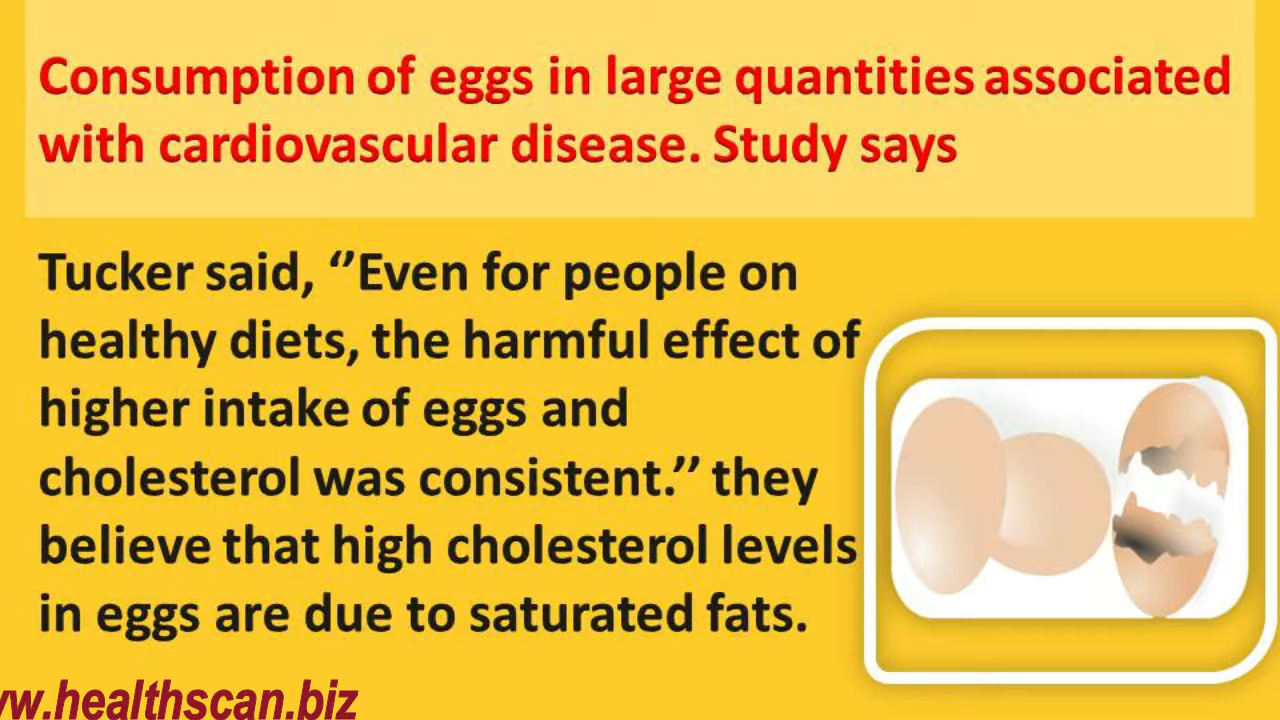 Consumption of eggs in large quantities associated
with cardiovascular disease. Study says
Tucker said, ‘’Even for people on
healthy diets, the harmful effect of
higher intake of eggs and
cholesterol was consistent.’’ they
believe that high cholesterol levels
in eggs are due to saturated fats.
w.healthscan.biz